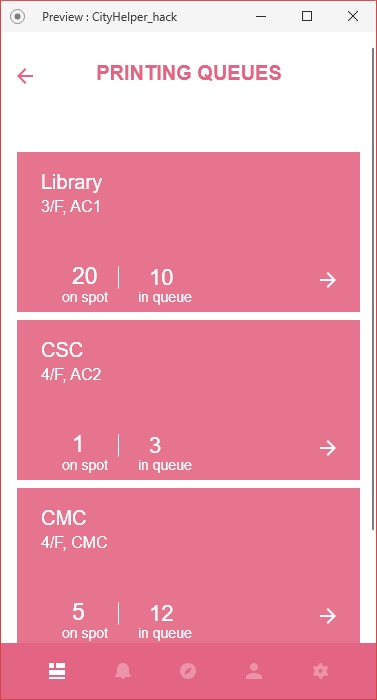 Preview : CityHelper_hack
PRINTING QUEUES
Library
3/F, AC1
20 10
on spot in queue
CSC
4/F, AC2
1 3
on spot in queue
CMC
4/F, CMC
5 12
on spot in queue